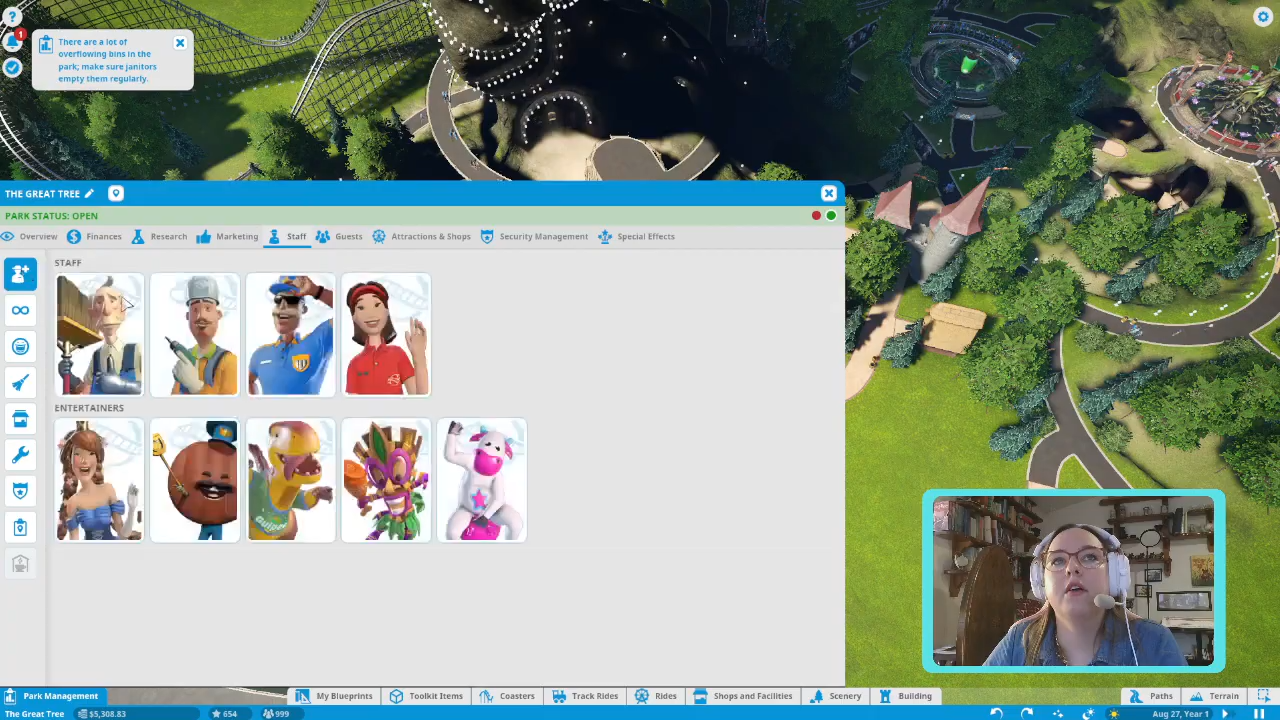 There are a lot of
overflowing bins in the
park; make sure janitors
empty them regularly.
1
THE GREAT TREE
PARK STATUS: OPEN
Overview Finances Research Marketing Staff Guests Attractions & Shops Security Management Special Effects
STAFF
ENTERTAINERS
Gulpee
Park Management My Blueprints Toolkit Items Coasters Track Rides Rides Shops and Facilities Scenery Building Paths Terrain
The Great Tree $5,308.83 654 999 Aug 27, Year 1